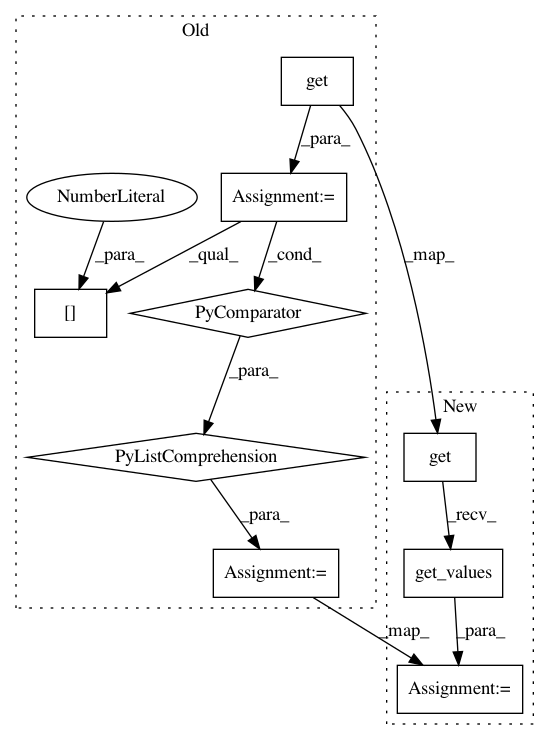 Old
get
_para_
NumberLiteral
Assignment:=
_para_
_qual_
_cond_
_map_
[]
PyComparator
_para_
New
PyListComprehension
get
_para_
_recv_
Assignment:=
get_values
_map_
_para_
Assignment:=